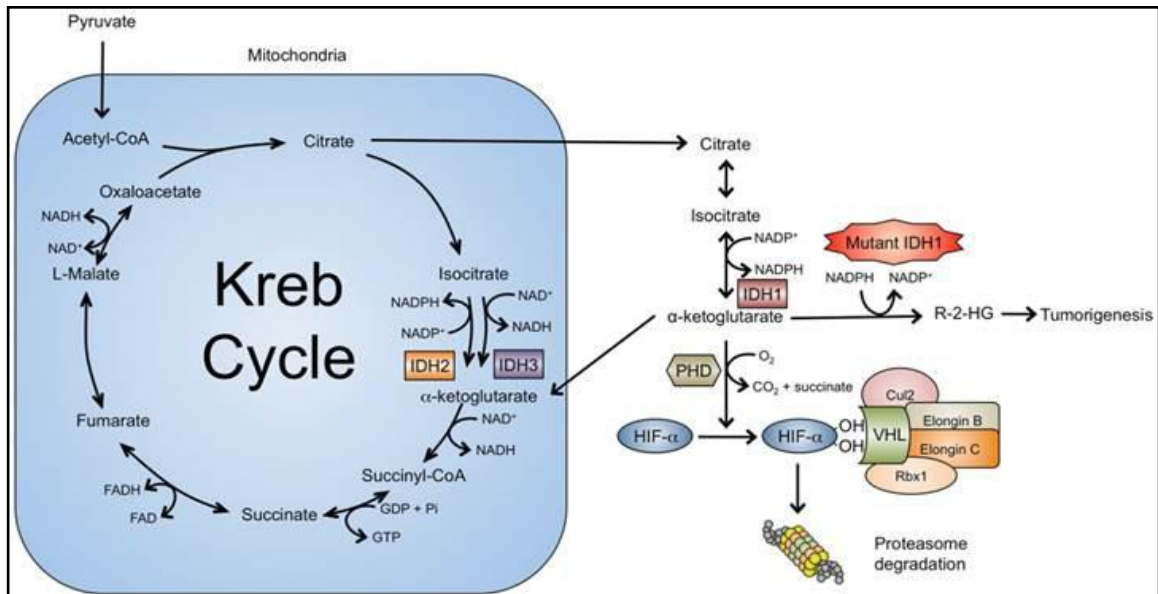 Pyruvate
Mitochondria
Acetyl-CoA
Citrate
Oxaloacetate
NADH
NAD⁺
L-Malate
Kreb
Cycle
Isocitrate
NADPH
NADP⁺
NAD⁺
NADH
IDH2
IDH3
α-ketoglutarate
NAD⁺
NADH
Fumarate
Succinyl-CoA
FADH
FAD
Succinate
GDP + Pi
GTP
Citrate
Isocitrate
NADP⁺
NADPH
IDH1
Mutant IDH1
NADPH
NADP⁺
α-ketoglutarate
R-2-HG
Tumorigenesis
PHD
O₂
CO₂ + succinate
HIF-α
HIF-α
OH
OH
VHL
Cul2
Elongin B
Elongin C
Rbx1
Proteasome
degradation